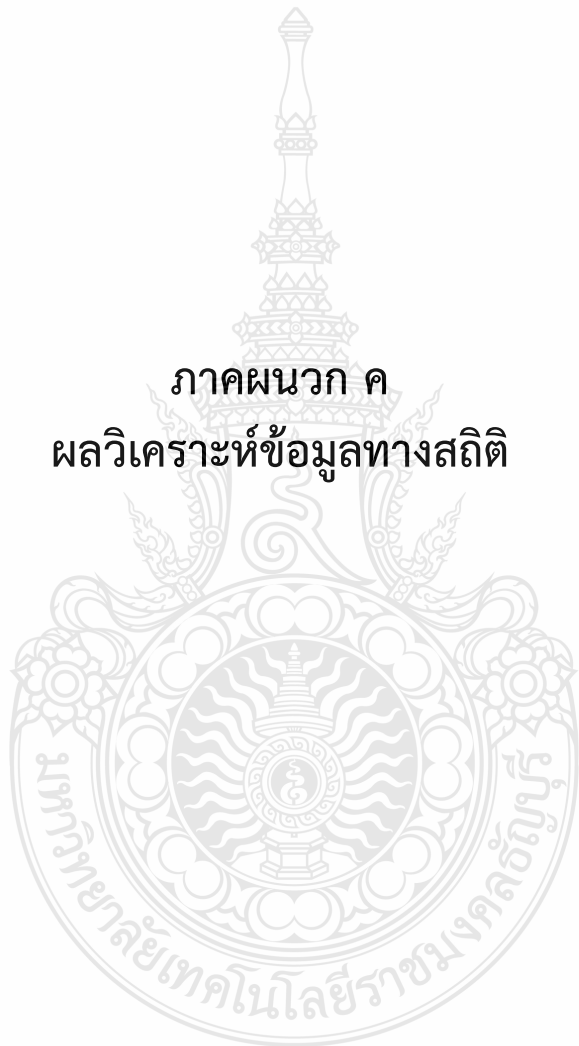 ภาคผนวก ค
ผลวิเคราะห์ข้อมูลทางสถิติ
มหาวิทยาลัยเทคโนโลยีราชมงคลธัญบุรี